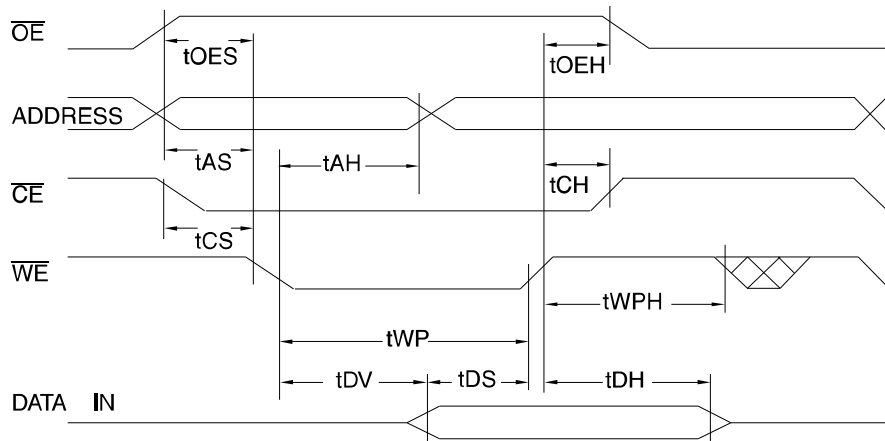 OE
tOES
tOEH
ADDRESS
tAS
tAH
tCH
CE
tCS
WE
tWPH
tWP
tDV
tDS
tDH
DATA IN